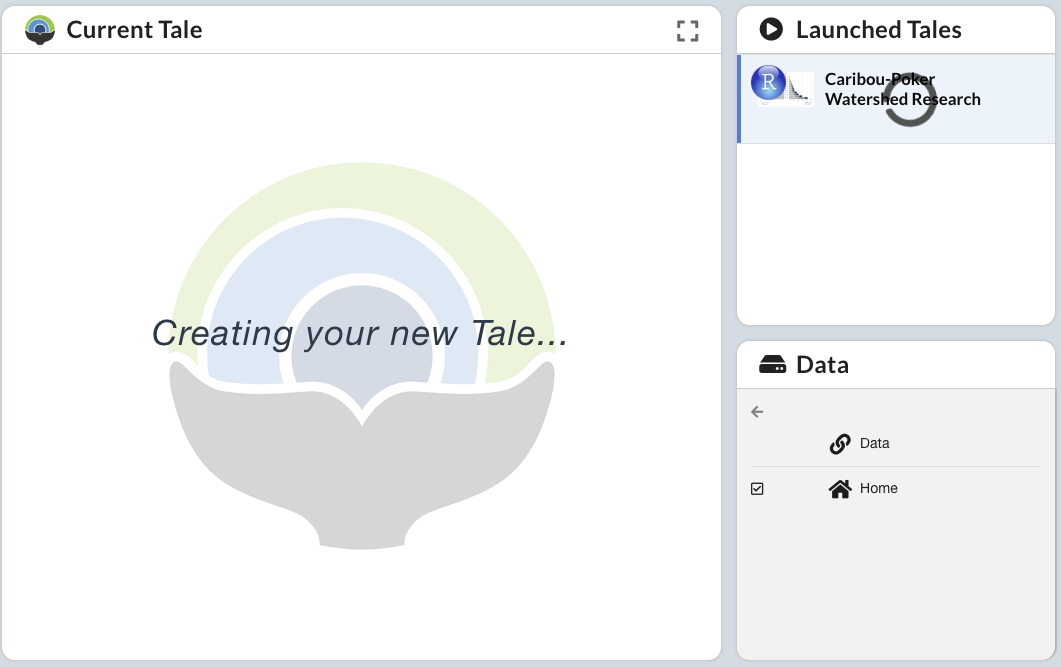 Current Tale
Creating your new Tale...
Launched Tales
R
Caribou-Poker
Watershed Research
Data
Data
Home